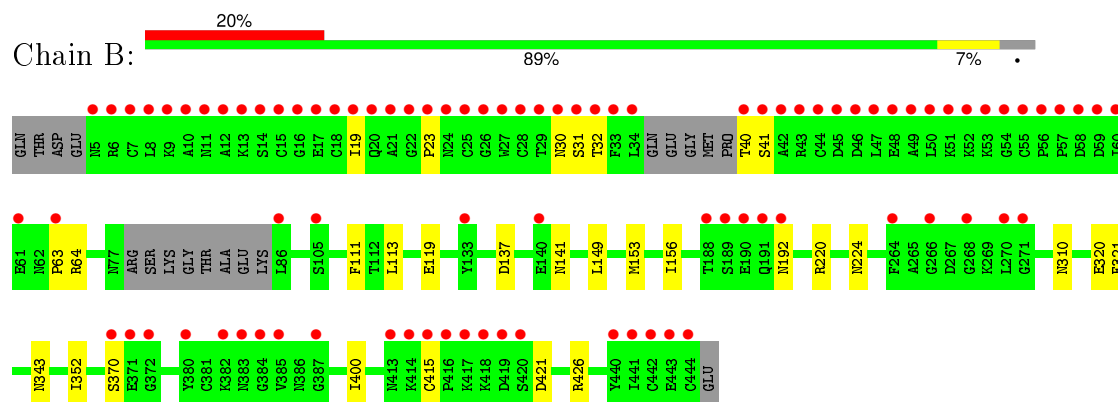 20%
Chain B:
89% 7% •
GLN THR ASP GLU N5 R6 C7 L8 K9 A10 N11 A12 K13 S14 C15 G16 E17 C18 I19 Q20 A21 G22 P23 N24 C25 G26 W27 C28 T29 N30 S31 T32 F33 L34 GLN GLU GLY MET PRO T40 S41 A42 R43 C44 D45 D46 L47 E48 A49 L50 K51 K52 K53 G54 C55 P56 P57 D58 D59 I60
E61 N62 P63 R64 N77 ARG SER LYS GLY THR ALA GLU LYS L86 S105 F111 T112 L113 E119 Y133 D137 E140 N141 L149 M153 I156 T188 S189 E190 Q191 N192 R220 N224 F264 A265 G266 D267 G268 K269 L270 G271 N310 E320 E321
N343 I352 S370 E371 G372 Y380 C381 K382 N383 G384 V385 N386 G387 I400 N413 K414 C415 P416 K417 K418 D419 S420 D421 R426 Y440 I441 C442 E443 C444 GLU